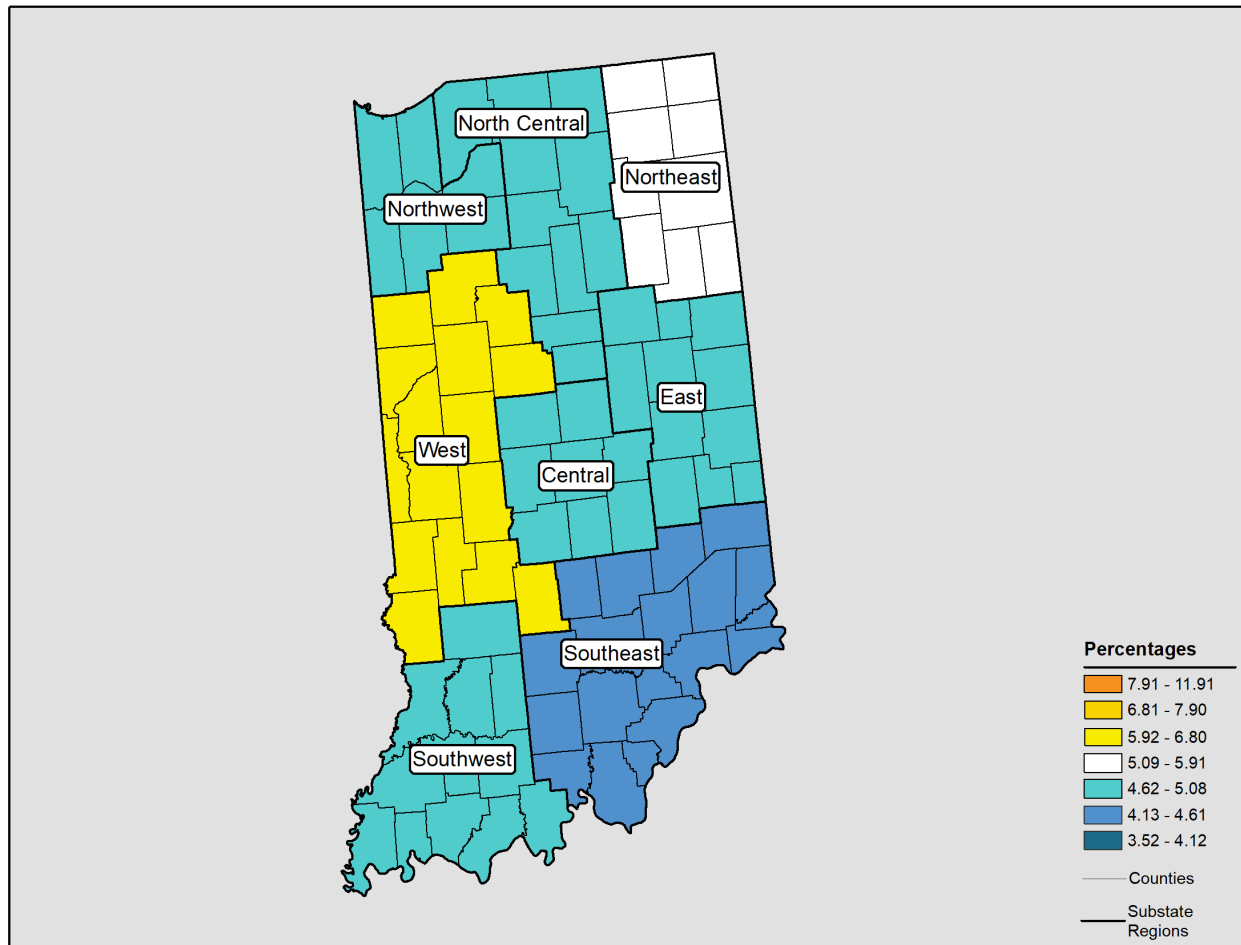 North Central
Northeast
Northwest
East
West
Central
Southeast
Southwest
Percentages
7.91 - 11.91
6.81 - 7.90
5.92 - 6.80
5.09 - 5.91
4.62 - 5.08
4.13 - 4.61
3.52 - 4.12
Counties
Substate
Regions